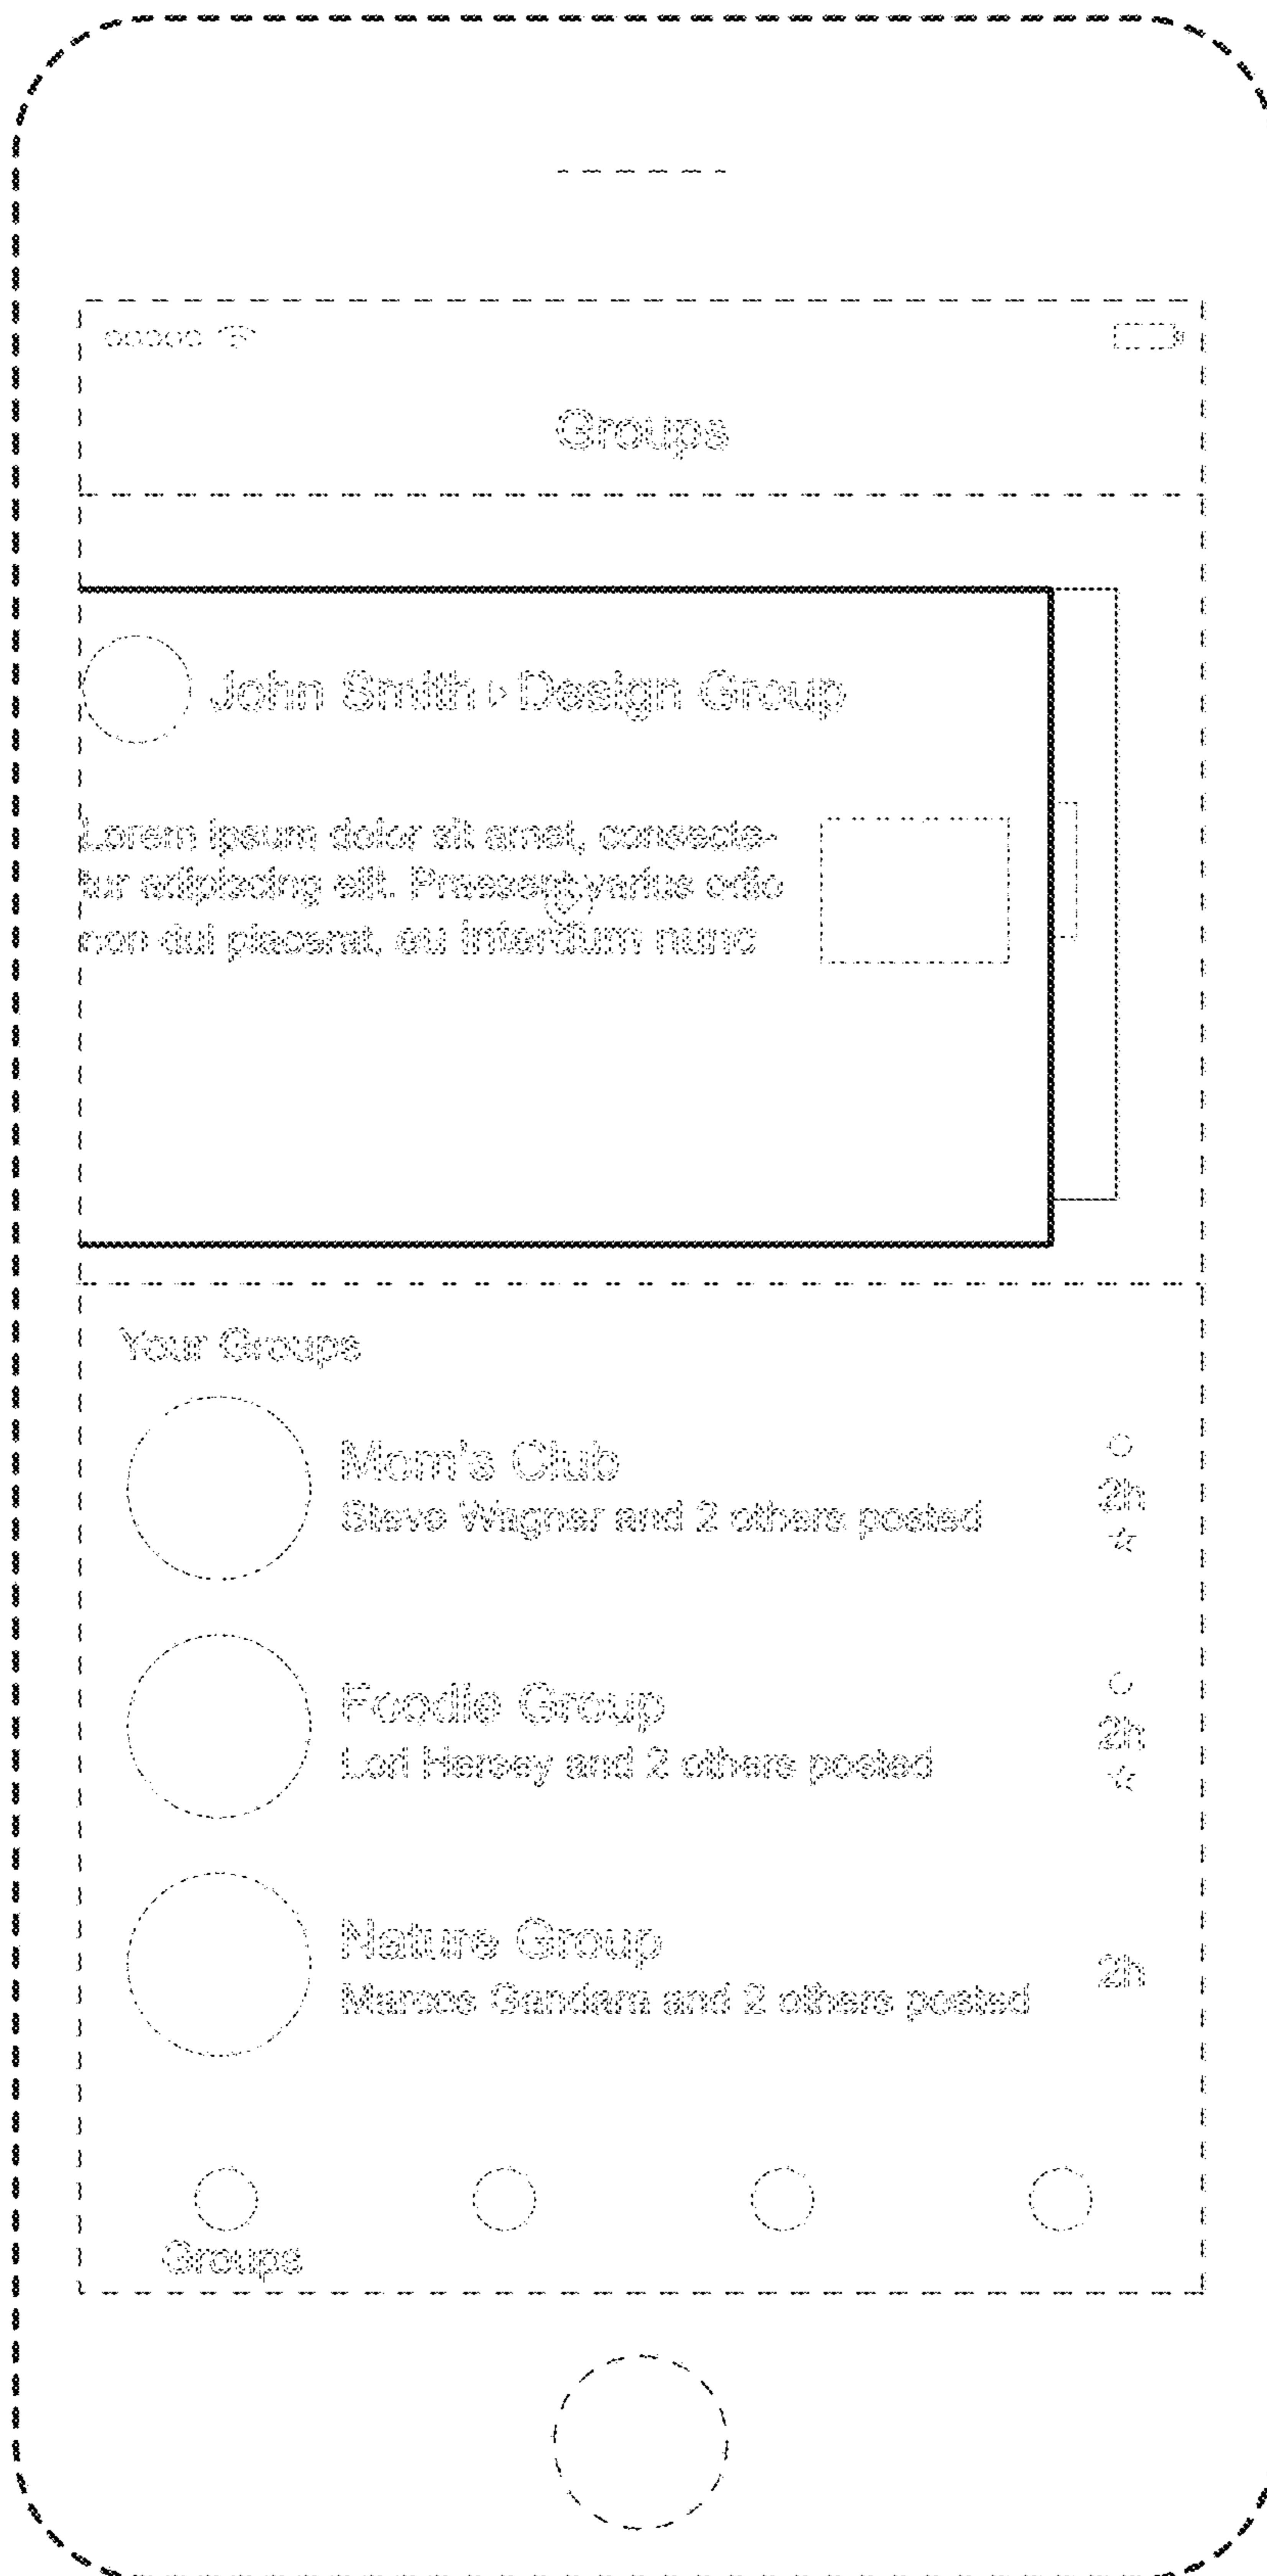 Groups
John Smith › Design Group
Lorem ipsum dolor sit amet, consecte-
tur adipiscing elit. Praesent varius odio
non dui placerat, eu interdum nunc
Your Groups
Mom's Club
Steve Wagner and 2 others posted
2h
Foodie Group
Lori Hersey and 2 others posted
2h
Nature Group
Marcos Gandara and 2 others posted
2h
Groups